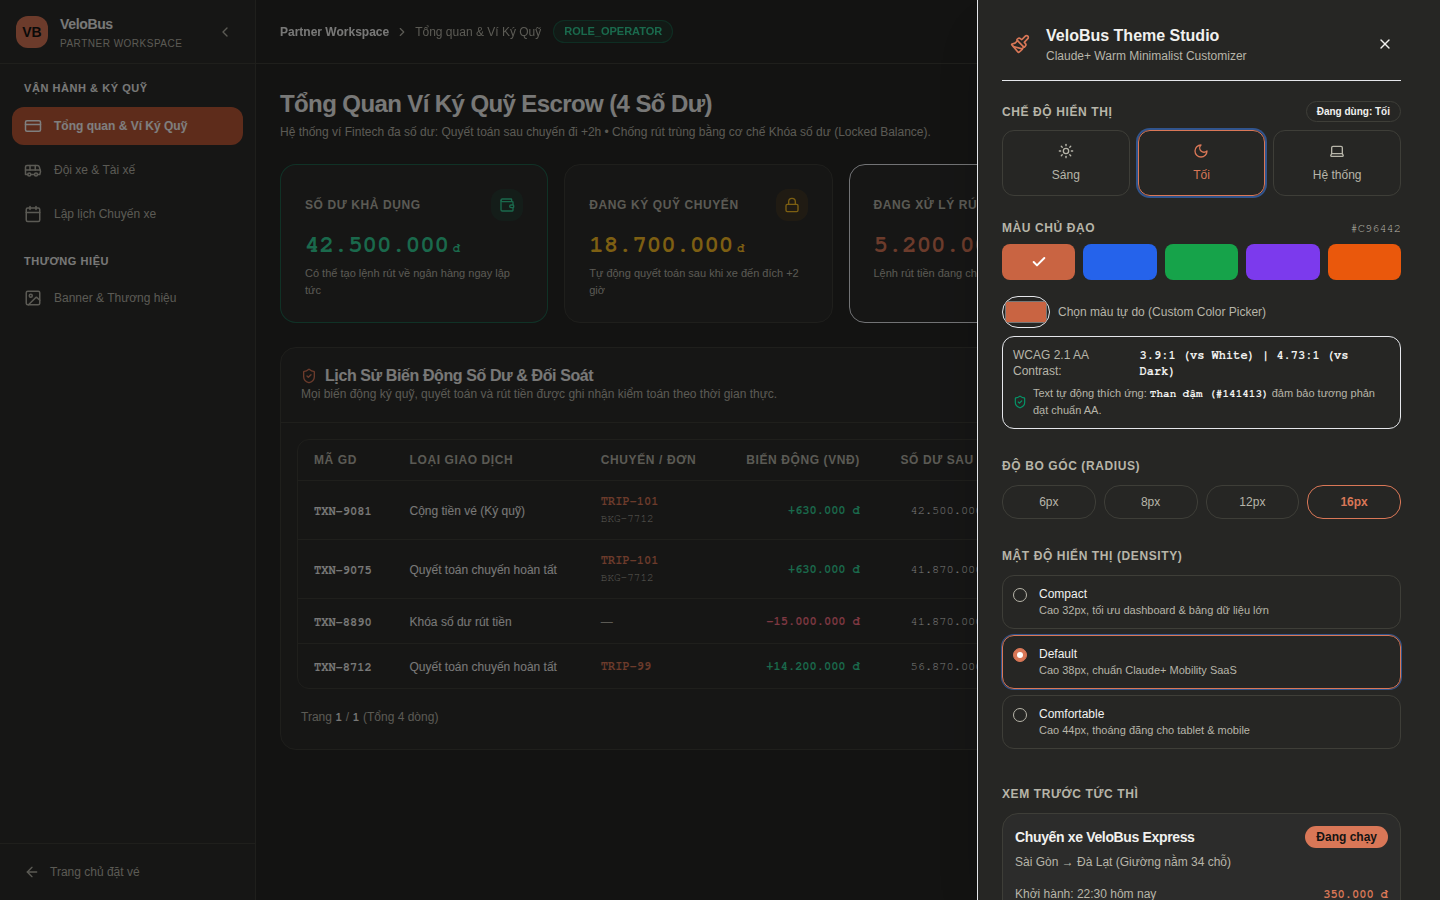 VB
VeloBus
PARTNER WORKSPACE
VẬN HÀNH & KÝ QUỸ
Tổng quan & Ví Ký Quỹ
Đội xe & Tài xế
Lập lịch Chuyến xe
THƯƠNG HIỆU
Banner & Thương hiệu
Trang chủ đặt vé
Partner Workspace > Tổng quan & Ví Ký Quỹ ROLE_OPERATOR
Tổng Quan Ví Ký Quỹ Escrow (4 Số Dư)
Hệ thống ví Fintech đa số dư: Quyết toán sau chuyến đi +2h • Chống rút trùng bằng cơ chế Khóa số dư (Locked Balance).
SỐ DƯ KHẢ DỤNG
42.500.000 đ
Có thể tạo lệnh rút về ngân hàng ngay lập
tức
ĐANG KÝ QUỸ CHUYẾN
18.700.000 đ
Tự động quyết toán sau khi xe đến đích +2
giờ
ĐANG XỬ LÝ RÚ
5.200.0
Lệnh rút tiền đang ch
Lịch Sử Biến Động Số Dư & Đối Soát
Mọi biến động ký quỹ, quyết toán và rút tiền được ghi nhận kiểm toán theo thời gian thực.
MÃ GD LOẠI GIAO DỊCH CHUYẾN / ĐƠN BIẾN ĐỘNG (VNĐ) SỐ DƯ SAU
TXN-9081 Cộng tiền vé (Ký quỹ) TRIP-101 +630.000 đ 42.500.00
BKG-7712
TXN-9075 Quyết toán chuyến hoàn tất TRIP-101 +630.000 đ 41.870.00
BKG-7712
TXN-8890 Khóa số dư rút tiền — -15.000.000 đ 41.870.00
TXN-8712 Quyết toán chuyến hoàn tất TRIP-99 +14.200.000 đ 56.870.00
Trang 1 / 1 (Tổng 4 dòng)
VeloBus Theme Studio
Claude+ Warm Minimalist Customizer
CHẾ ĐỘ HIỂN THỊ Đang dùng: Tối
Sáng Tối Hệ thống
MÀU CHỦ ĐẠO #C96442
Chọn màu tự do (Custom Color Picker)
WCAG 2.1 AA Contrast: 3.9:1 (vs White) | 4.73:1 (vs Dark)
Text tự động thích ứng: Than đậm (#141413) đảm bảo tương phản
đạt chuẩn AA.
ĐỘ BO GÓC (RADIUS)
6px 8px 12px 16px
MẬT ĐỘ HIỂN THỊ (DENSITY)
Compact
Cao 32px, tối ưu dashboard & bảng dữ liệu lớn
Default
Cao 38px, chuẩn Claude+ Mobility SaaS
Comfortable
Cao 44px, thoáng đãng cho tablet & mobile
XEM TRƯỚC TỨC THÌ
Chuyến xe VeloBus Express Đang chạy
Sài Gòn → Đà Lạt (Giường nằm 34 chỗ)
Khởi hành: 22:30 hôm nay 350.000 đ